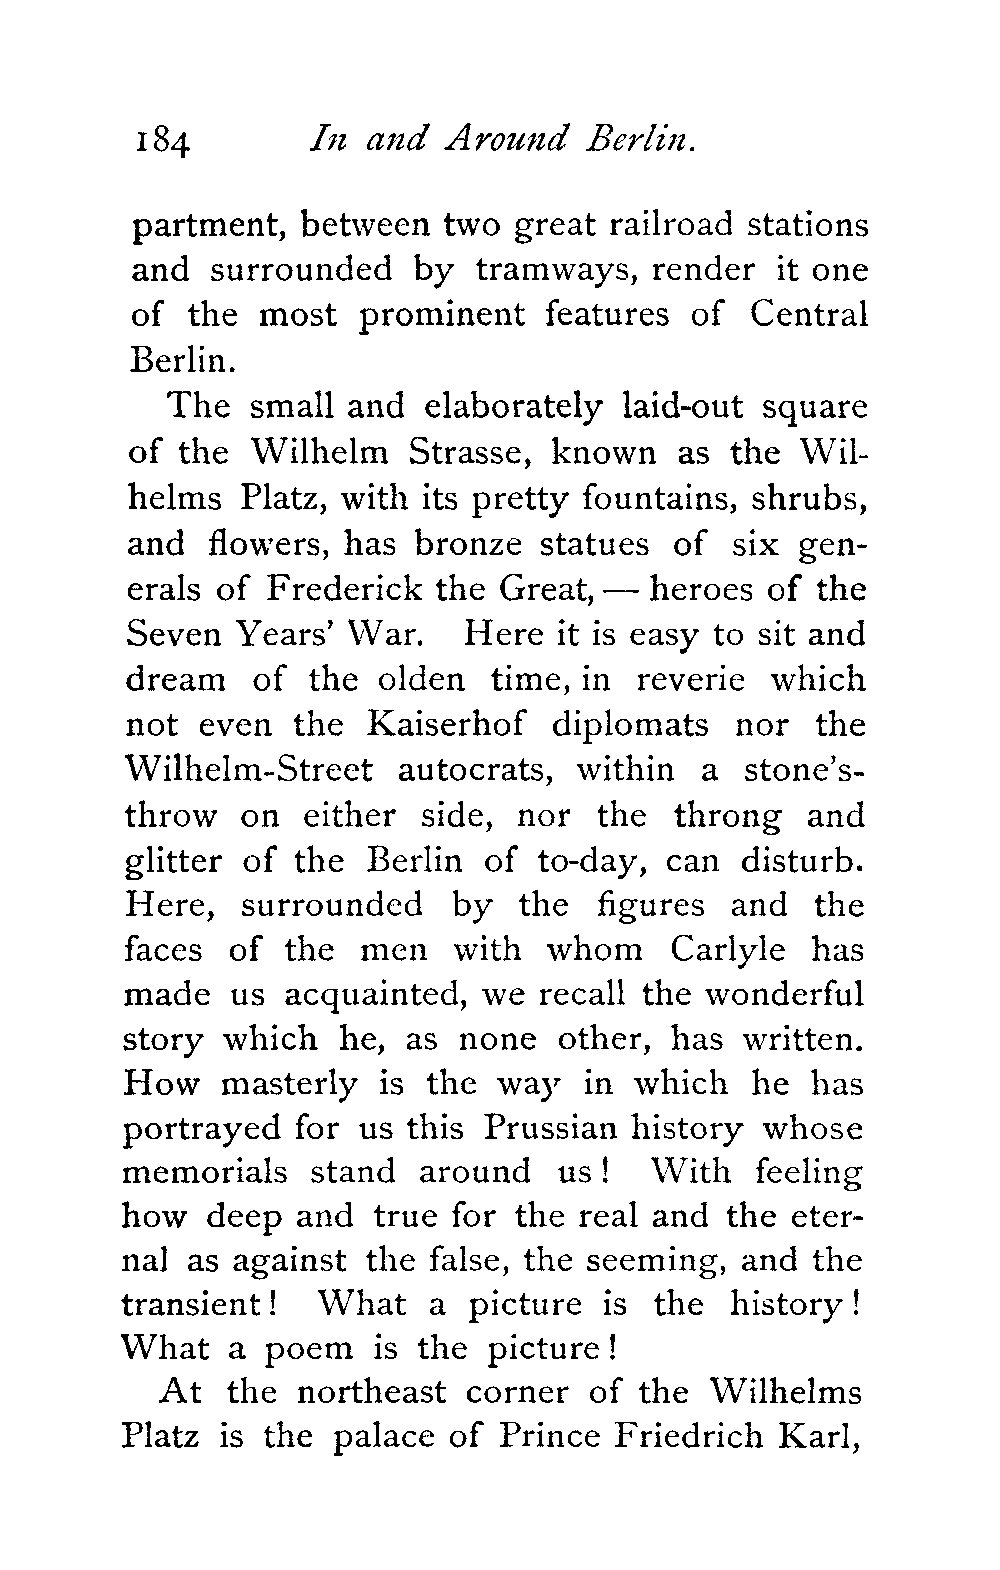 184 In and Around Berlin.
partment, between two great railroad stations
and surrounded by tramways, render it one
of the most prominent features of Central
Berlin.
The small and elaborately laid-out square
of the Wilhelm Strasse, known as the Wil-
helms Platz, with its pretty fountains, shrubs,
and flowers, has bronze statues of six gen-
erals of Frederick the Great, — heroes of the
Seven Years' War. Here it is easy to sit and
dream of the olden time, in reverie which
not even the Kaiserhof diplomats nor the
Wilhelm-Street autocrats, within a stone's-
throw on either side, nor the throng and
glitter of the Berlin of to-day, can disturb.
Here, surrounded by the figures and the
faces of the men with whom Carlyle has
made us acquainted, we recall the wonderful
story which he, as none other, has written.
How masterly is the way in which he has
portrayed for us this Prussian history whose
memorials stand around us! With feeling
how deep and true for the real and the eter-
nal as against the false, the seeming, and the
transient! What a picture is the history!
What a poem is the picture!
At the northeast corner of the Wilhelms
Platz is the palace of Prince Friedrich Karl,